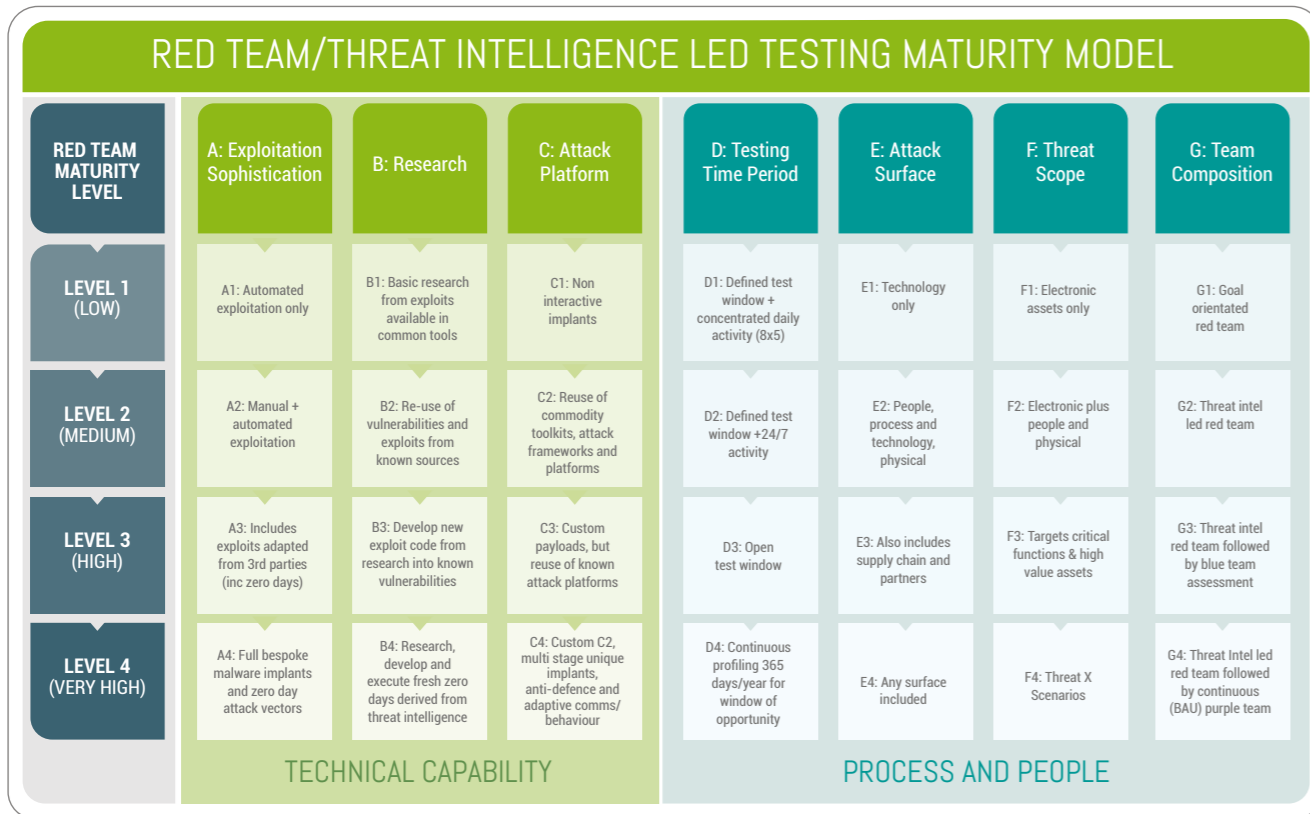 RED TEAM/THREAT INTELLIGENCE LED TESTING MATURITY MODEL
RED TEAM
MATURITY
LEVEL
A: Exploitation
Sophistication
B: Research
C: Attack
Platform
D: Testing
Time Period
E: Attack
Surface
F: Threat
Scope
G: Team
Composition
LEVEL 1
(LOW)
A1: Automated
exploitation only
B1: Basic research
from exploits
available in
common tools
C1: Non
interactive
implants
D1: Defined test
window +
concentrated daily
activity (8x5)
E1: Technology
only
F1: Electronic
assets only
G1: Goal
orientated
red team
LEVEL 2
(MEDIUM)
A2: Manual +
automated
exploitation
B2: Re-use of
vulnerabilities and
exploits from
known sources
C2: Reuse of
commodity
toolkits, attack
frameworks and
platforms
D2: Defined test
window +24/7
activity
E2: People,
process and
technology,
physical
F2: Electronic plus
people and
physical
G2: Threat intel
led red team
LEVEL 3
(HIGH)
A3: Includes
exploits adapted
from 3rd parties
(inc zero days)
B3: Develop new
exploit code from
research into known
vulnerabilities
C3: Custom
payloads, but
reuse of known
attack platforms
D3: Open
test window
E3: Also includes
supply chain and
partners
F3: Targets critical
functions & high
value assets
G3: Threat intel
red team followed
by blue team
assessment
LEVEL 4
(VERY HIGH)
A4: Full bespoke
malware implants
and zero day
attack vectors
B4: Research,
develop and
execute fresh zero
days derived from
threat intelligence
C4: Custom C2,
multi stage unique
implants,
anti-defence and
adaptive comms/
behaviour
D4: Continuous
profiling 365
days/year for
window of
opportunity
E4: Any surface
included
F4: Threat X
Scenarios
G4: Threat Intel led
red team followed
by continuous
(BAU) purple team
TECHNICAL CAPABILITY
PROCESS AND PEOPLE